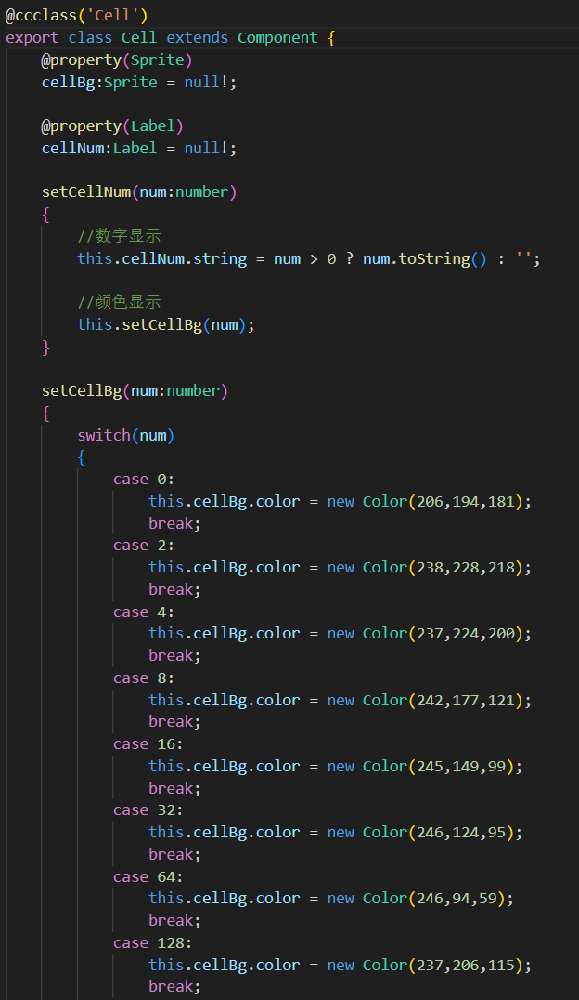 @ccclass('Cell')
export class Cell extends Component {
@property(Sprite)
cellBg:Sprite = null!;
@property(Label)
cellNum:Label = null!;
setCellNum(num:number)
{
//数字显示
this.cellNum.string = num > 0 ? num.toString() : '';
//颜色显示
this.setCellBg(num);
}
setCellBg(num:number)
{
switch(num)
{
case 0:
this.cellBg.color = new Color(206,194,181);
break;
case 2:
this.cellBg.color = new Color(238,228,218);
break;
case 4:
this.cellBg.color = new Color(237,224,200);
break;
case 8:
this.cellBg.color = new Color(242,177,121);
break;
case 16:
this.cellBg.color = new Color(245,149,99);
break;
case 32:
this.cellBg.color = new Color(246,124,95);
break;
case 64:
this.cellBg.color = new Color(246,94,59);
break;
case 128:
this.cellBg.color = new Color(237,206,115);
break;